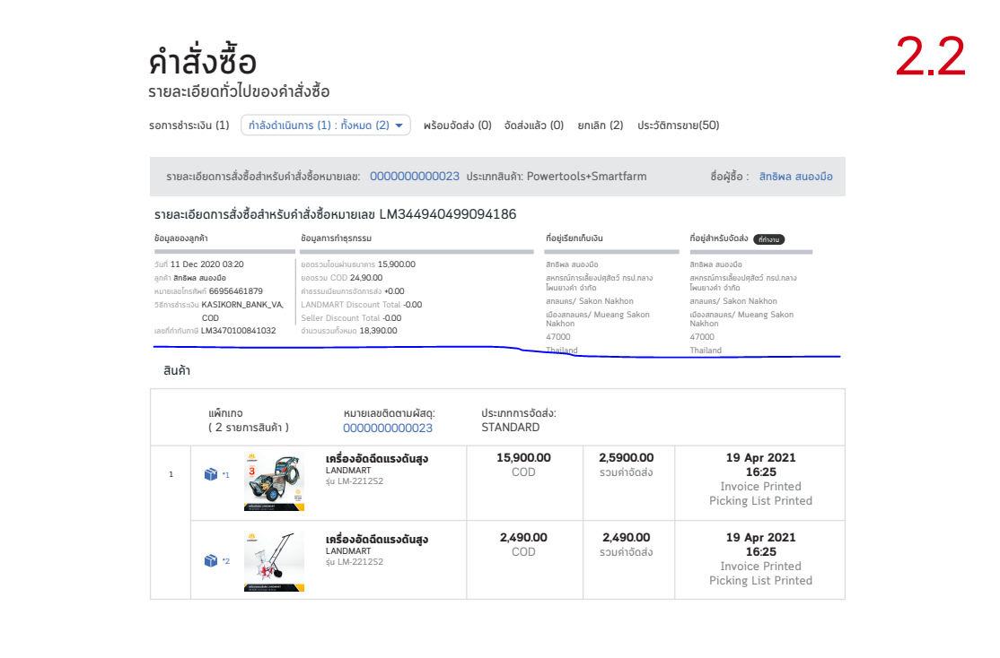 2.2
คำสั่งซื้อ
รายละเอียดทั่วไปของคำสั่งซื้อ
รอการชำระเงิน (1) กำลังดำเนินการ (1) : ทั้งหมด (2) พร้อมจัดส่ง (0) จัดส่งแล้ว (0) ยกเลิก (2) ประวัติการขาย(50)
รายละเอียดการสั่งซื้อสำหรับคำสั่งซื้อหมายเลข: 0000000000023 ประเภทสินค้า: Powertools+Smartfarm ชื่อผู้ซื้อ : สิทธิพล สนองมือ
รายละเอียดการสั่งซื้อสำหรับคำสั่งซื้อหมายเลข LM344940499094186
ข้อมูลของลูกค้า
วันที่ 11 Dec 2020 03:20
ลูกค้า สิทธิพล สนองมือ
หมายเลขโทรศัพท์ 66956461879
วิธีการชำระเงิน KASIKORN_BANK_VA,
COD
เลขที่กำกับภาษี LM3470100841032
ข้อมูลการทำธุรกรรม
ยอดรวมโอนผ่านธนาคาร 15,900.00
ยอดรวม COD 24,90.00
ค่าธรรมเนียมการจัดการส่ง +0.00
LANDMART Discount Total -0.00
Seller Discount Total -0.00
จำนวนรวมทั้งหมด 18,390.00
ที่อยู่เรียกเก็บเงิน
สิทธิพล สนองมือ
สหกรณ์การเลี้ยงปศุสัตว์ กรป.กลาง
โพนยางคำ จำกัด
สกลนคร/ Sakon Nakhon
เมืองสกลนคร/ Mueang Sakon
Nakhon
47000
Thailand
ที่อยู่สำหรับจัดส่ง ที่ทำงาน
สิทธิพล สนองมือ
สหกรณ์การเลี้ยงปศุสัตว์ กรป.กลาง
โพนยางคำ จำกัด
สกลนคร/ Sakon Nakhon
เมืองสกลนคร/ Mueang Sakon
Nakhon
47000
Thailand
สินค้า
แพ็กเกจ
( 2 รายการสินค้า )
หมายเลขติดตามผัสดุ:
0000000000023
ประเภทการจัดส่ง:
STANDARD
1
*1
3
เครื่องอัดฉีดแรงดันสูง
LANDMART
รุ่น LM-2212S2
15,900.00
COD
2,5900.00
รวมค่าจัดส่ง
19 Apr 2021
16:25
Invoice Printed
Picking List Printed
*2
เครื่องอัดฉีดแรงดันสูง
LANDMART
รุ่น LM-2212S2
2,490.00
COD
2,490.00
รวมค่าจัดส่ง
19 Apr 2021
16:25
Invoice Printed
Picking List Printed